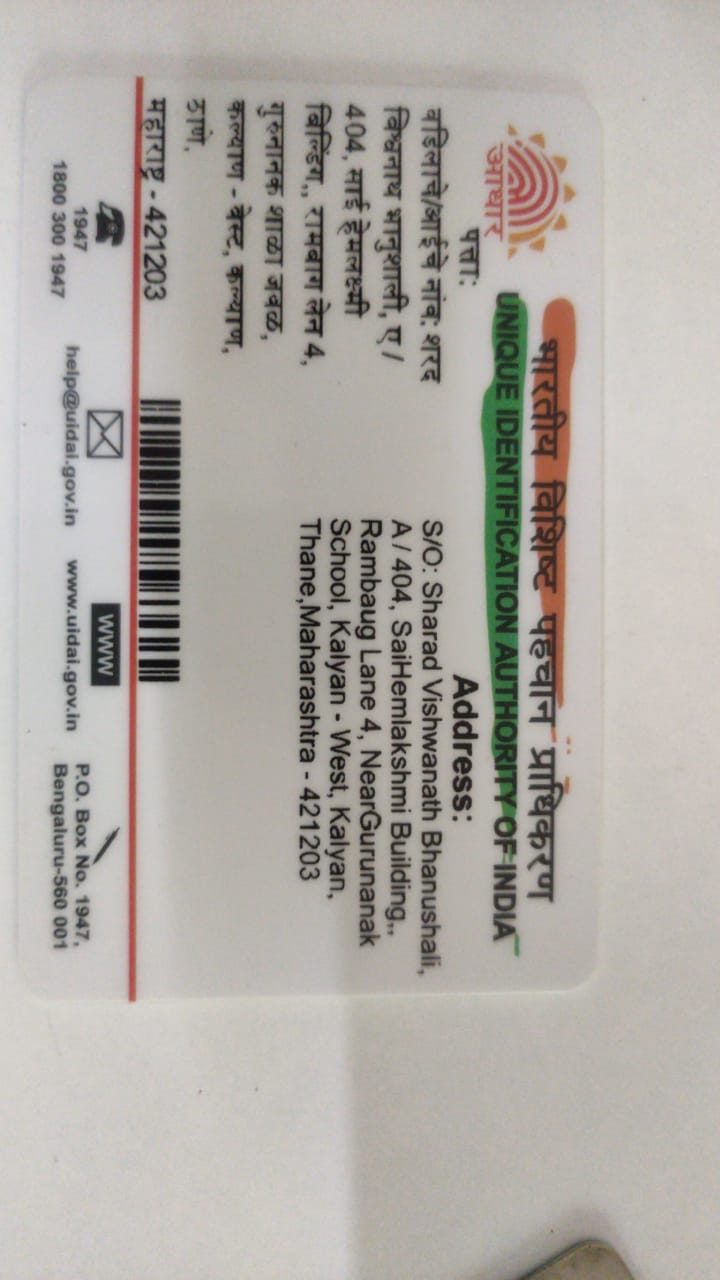 आधार
भारतीय विशिष्ट पहचान प्राधिकरण
UNIQUE IDENTIFICATION AUTHORITY OF INDIA
पत्ता:
वडिलाचे/आईचे नांव: शरद
विश्वनाथ भानुशाली, ए /
404, साई हेमलक्ष्मी
बिल्डिंग,, रामबाग लेन 4,
गुरुनानक शाळा जवळ,
कल्याण - वेस्ट, कल्याण,
ठाणे,
महाराष्ट्र - 421203
Address:
S/O: Sharad Vishwanath Bhanushali,
A / 404, SaiHemlakshmi Building,,
Rambaug Lane 4, NearGurunanak
School, Kalyan - West, Kalyan,
Thane,Maharashtra - 421203
1947
1800 300 1947
help@uidai.gov.in
WWW
www.uidai.gov.in
P.O. Box No. 1947,
Bengaluru-560 001